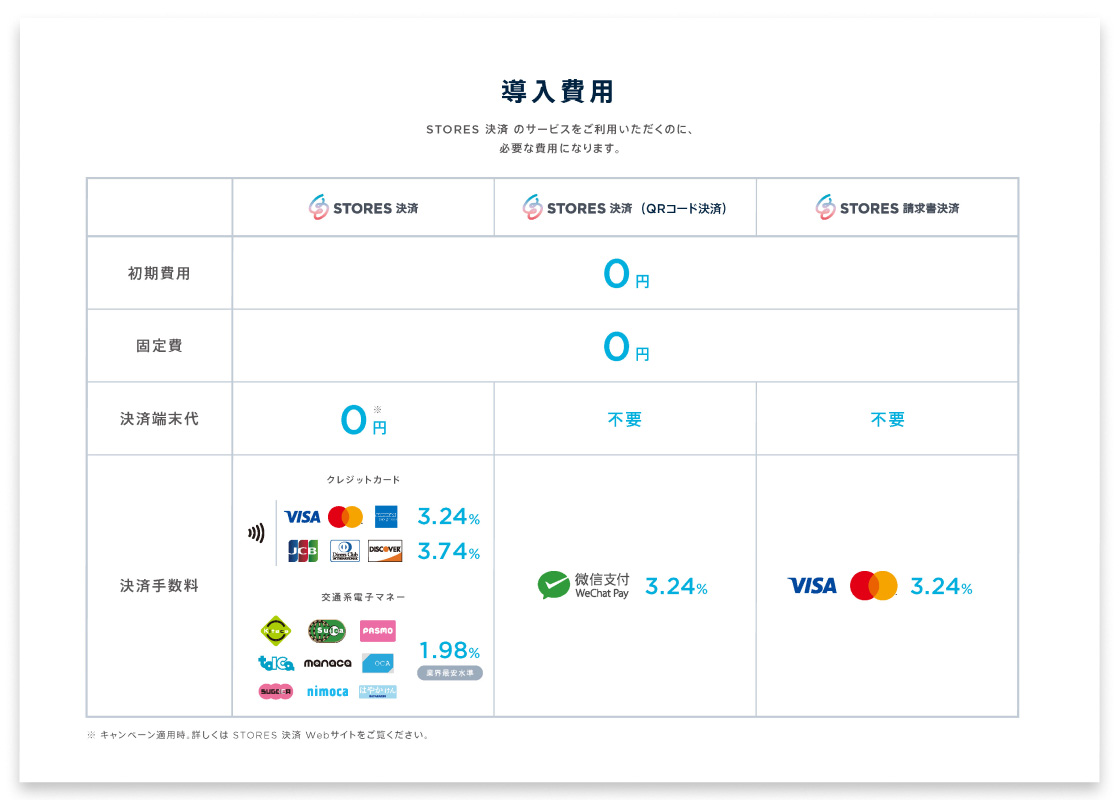 導入費用
STORES 決済 のサービスをご利用いただくのに、
必要な費用になります。
STORES 決済
STORES 決済 （QRコード決済）
STORES 請求書決済
初期費用
0 円
固定費
0 円
決済端末代
0 円 ※
不要
不要
決済手数料
クレジットカード
VISA
3.24%
JCB
Diners Club
INTERNATIONAL
DISCOVER
3.74%
交通系電子マネー
Kitaca
Suica
PASMO
TOICA
manaca
ICOCA
SUGOCA
nimoca
はやかけん
1.98%
業界最安水準
微信支付
WeChat Pay
3.24%
VISA
3.24%
※ キャンペーン適用時。詳しくは STORES 決済 Webサイトをご覧ください。